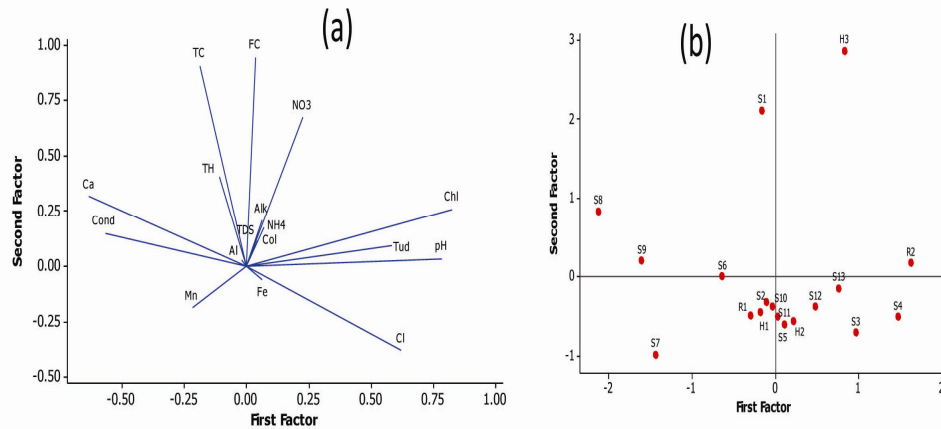 (a)
1.00
0.75
0.50
0.25
0.00
-0.25
-0.50
Second Factor
TC
FC
NO3
TH
Ca
Chl
Alk
Cond
TDS
NH4
Col
Al
Tud
pH
Fe
Mn
Cl
-0.50
-0.25
0.00
0.25
0.50
0.75
1.00
First Factor
(b)
3
2
1
0
-1
Second Factor
H3
S1
S8
S9
S6
R2
S13
S2
S10
S12
R1
H1
S11
S5
H2
S3
S4
S7
-2
-1
0
1
2
First Factor